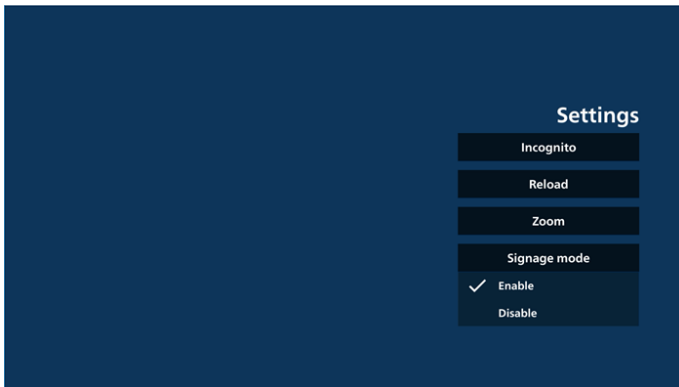 Settings
Incognito
Reload
Zoom
Signage mode
Enable
Disable